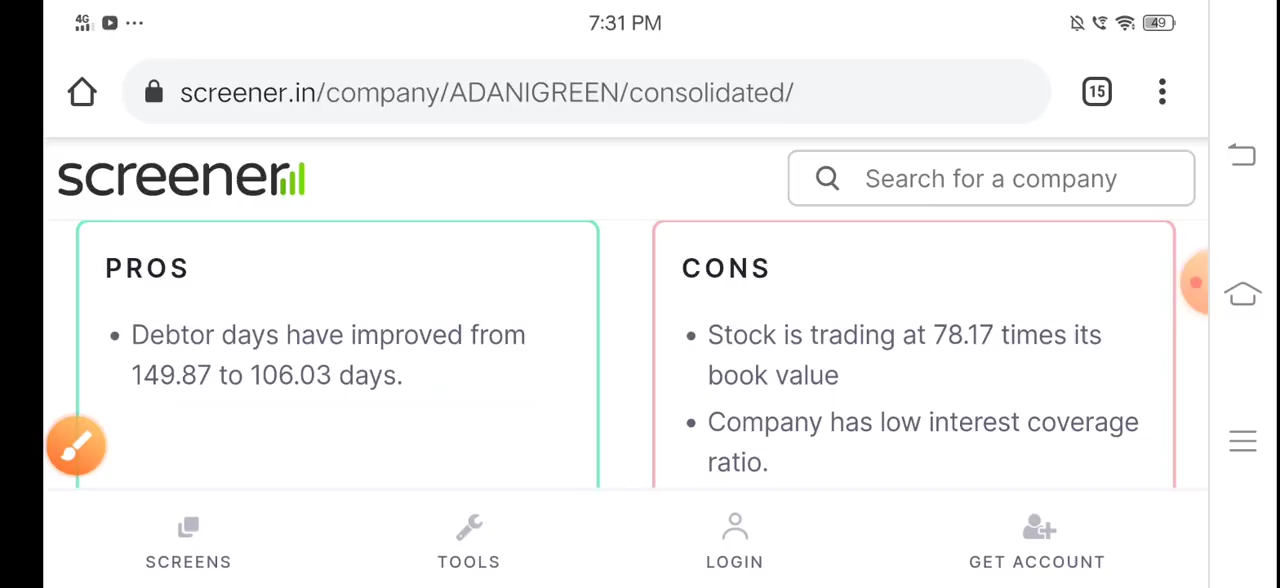 4G
7:31 PM
49
screener.in/company/ADANIGREEN/consolidated/
15
screener
Search for a company
PROS
• Debtor days have improved from
149.87 to 106.03 days.
CONS
• Stock is trading at 78.17 times its
book value
• Company has low interest coverage
ratio.
SCREENS
TOOLS
LOGIN
GET ACCOUNT